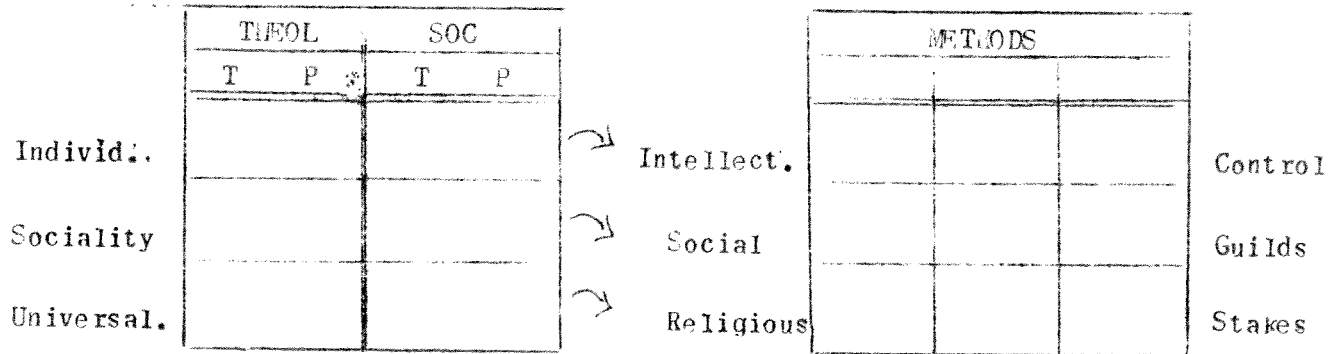 THEOL SOC METHODS
T P T P
Individ. Intellect. Control
Sociality Social Guilds
Universal. Religious Stakes